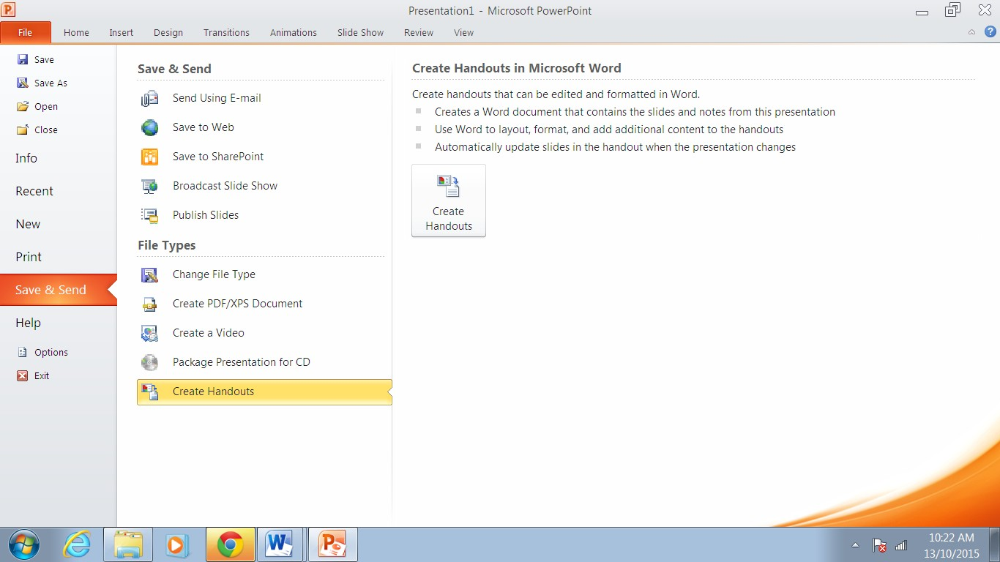 Presentation1 - Microsoft PowerPoint
File Home Insert Design Transitions Animations Slide Show Review View
Save
Save As
Open
Close
Info
Recent
New
Print
Save & Send
Help
Options
Exit
Save & Send
Send Using E-mail
Save to Web
Save to SharePoint
Broadcast Slide Show
Publish Slides
File Types
Change File Type
Create PDF/XPS Document
Create a Video
Package Presentation for CD
Create Handouts
Create Handouts in Microsoft Word
Create handouts that can be edited and formatted in Word.
Creates a Word document that contains the slides and notes from this presentation
Use Word to layout, format, and add additional content to the handouts
Automatically update slides in the handout when the presentation changes
Create
Handouts
10:22 AM
13/10/2015